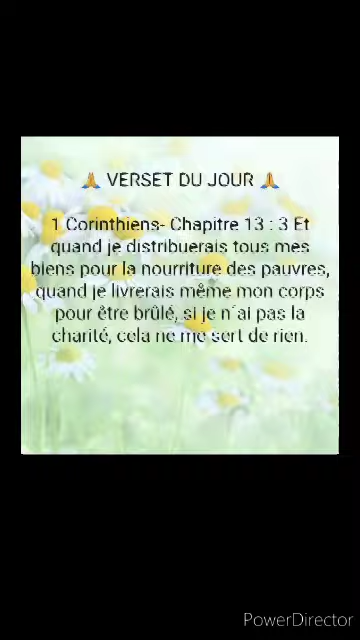 🙏 VERSET DU JOUR 🙏
1 Corinthiens- Chapitre 13 : 3 Et
quand je distribuerais tous mes
biens pour la nourriture des pauvres,
quand je livrerais même mon corps
pour être brûlé, si je n´ai pas la
charité, cela ne me sert de rien.
PowerDirector